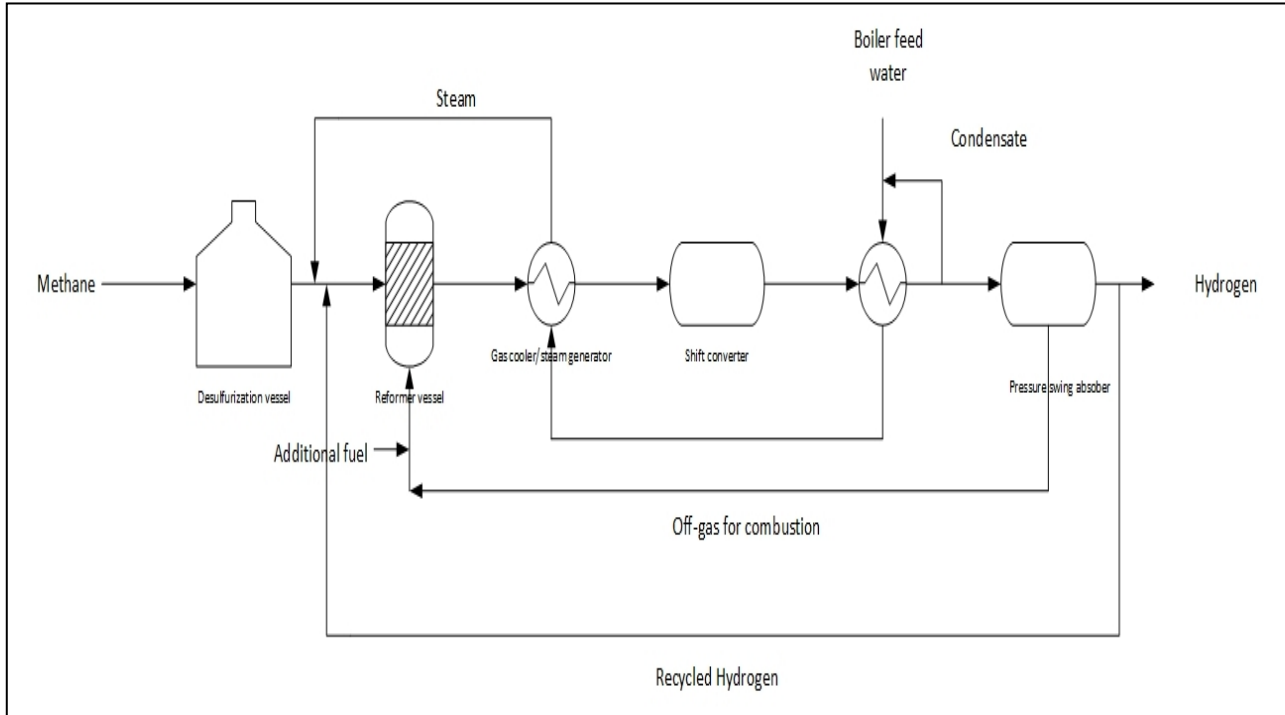 Boiler feed
water
Steam
Condensate
Methane
Hydrogen
Gas cooler/steam generator
Shift converter
Desulfurization vessel
Reformer vessel
Pressure swing absober
Additional fuel
Off-gas for combustion
Recycled Hydrogen